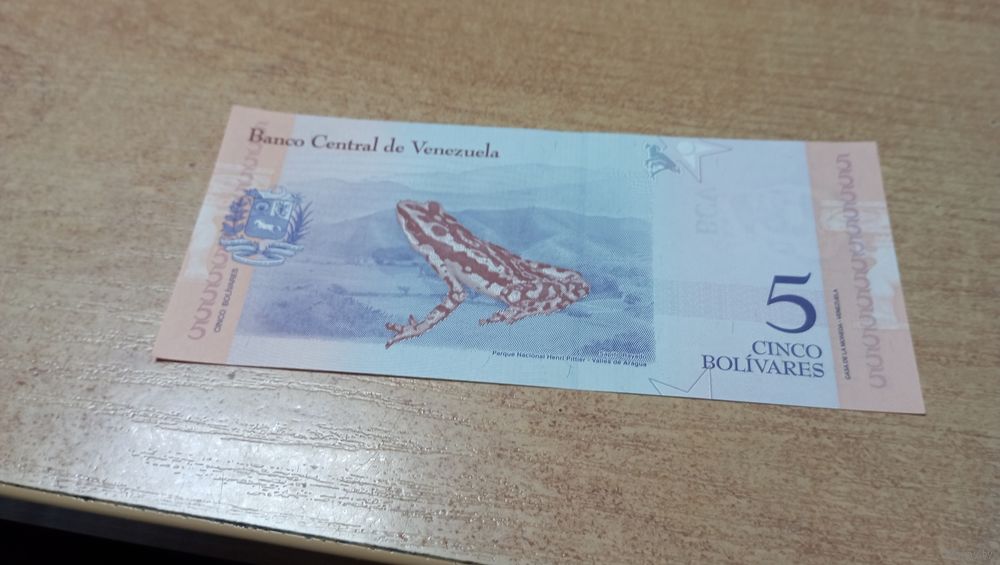 Banco Central de Venezuela
CINCO BOLÍVARES
Parque Nacional Henri Pittier - Valles de Aragua
5
CINCO
BOLÍVARES
CASA DE LA MONEDA - VENEZUELA
BCV